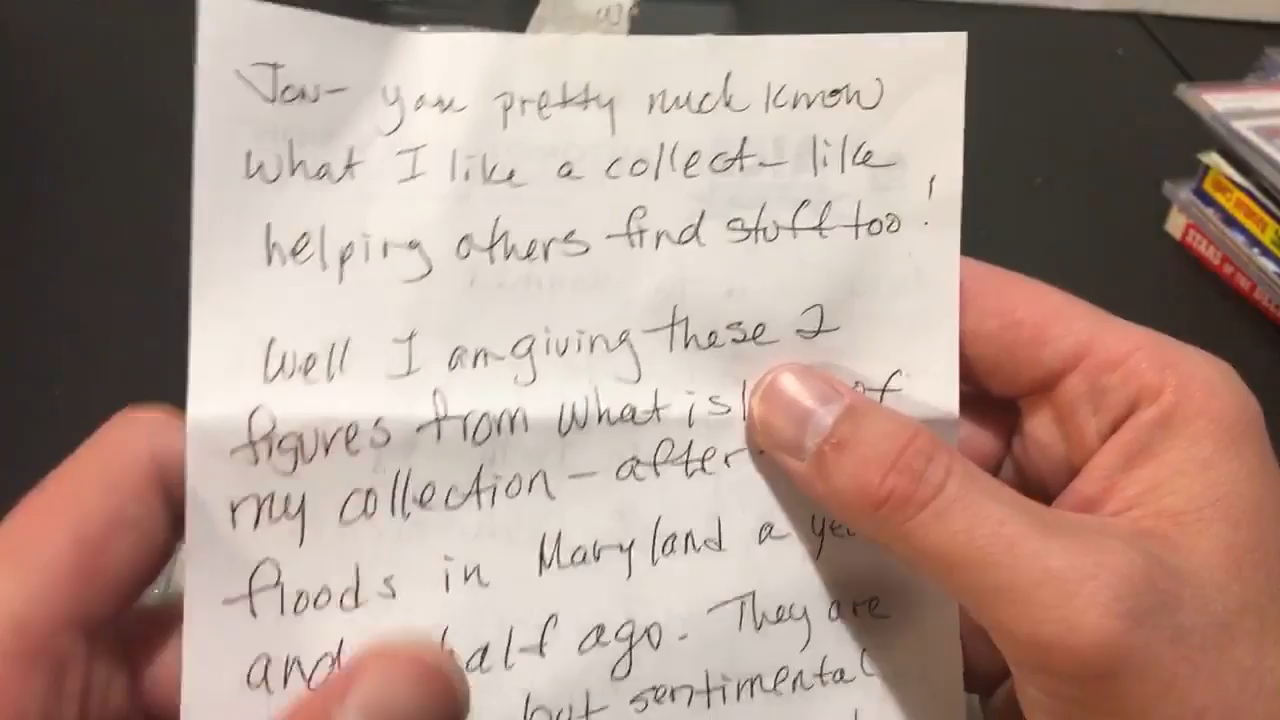 you pretty much know
what I like a collect - like
helping others find stuff too!
Well I am giving these 2
figures from what is of
my collection - after
floods in Maryland a
and half ago. They are
but sentimental